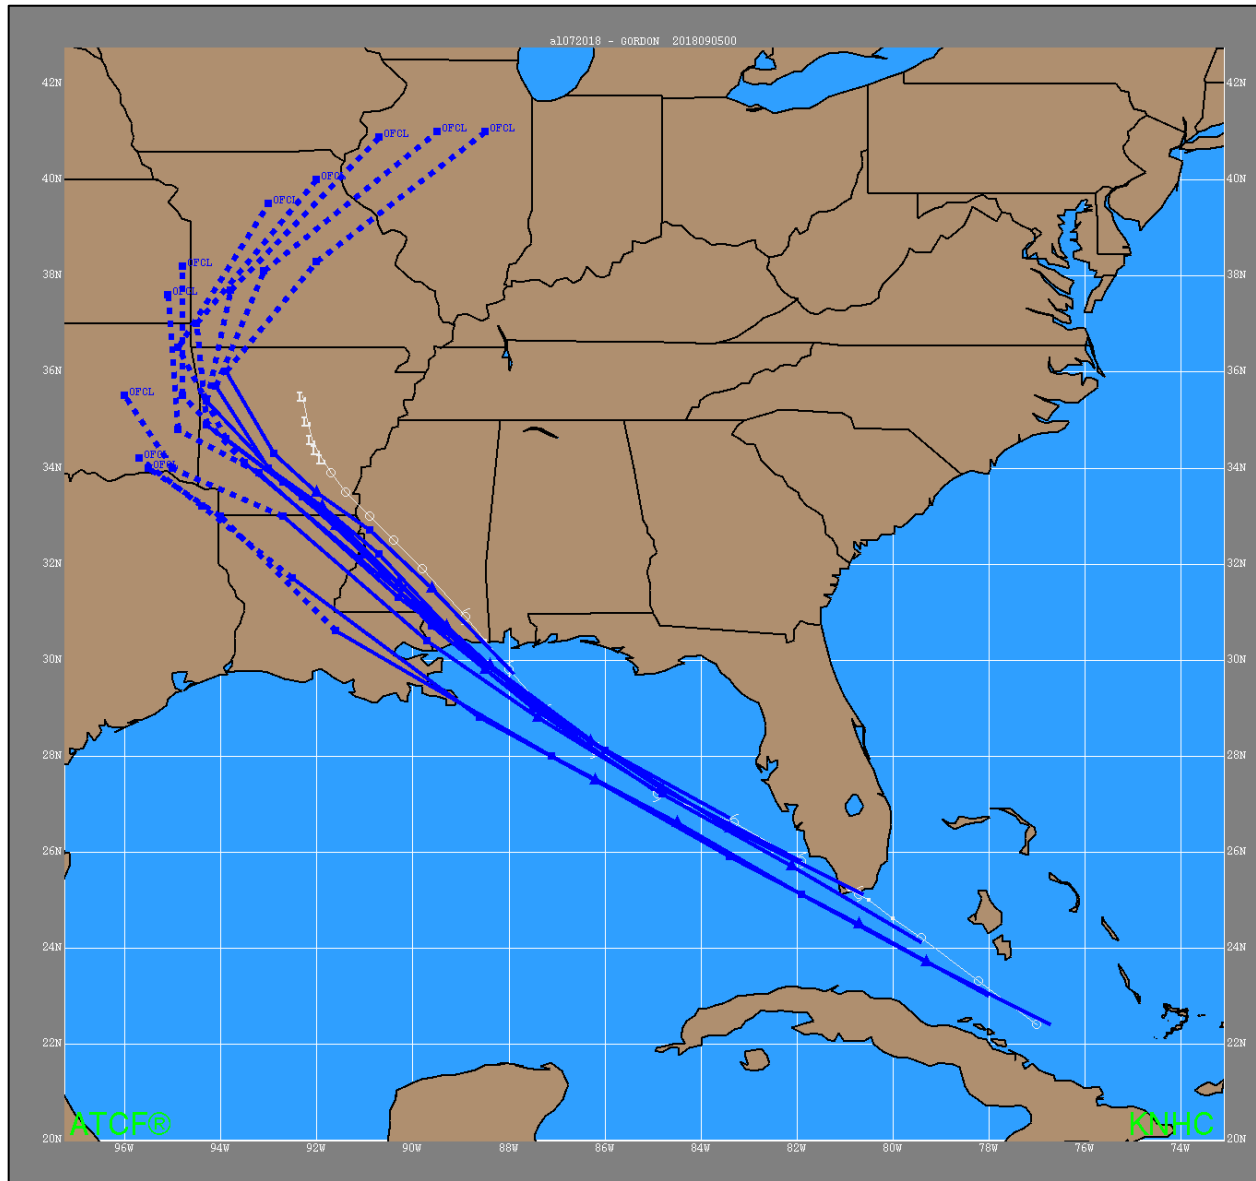 al072018 - GORDON 2018090500
42N 42N
OFCL OFCL OFCL
40N OFCL 40N
OFCL
38N OFCL 38N
OFCL
36N 36N
OFCL
L
L
L
L
L
OFCL
34N OFCL 34N
32N 32N
30N 30N
28N 28N
26N 26N
24N 24N
22N 22N
ATCF® KNHC
20N 20N
96W 94W 92W 90W 88W 86W 84W 82W 80W 78W 76W 74W